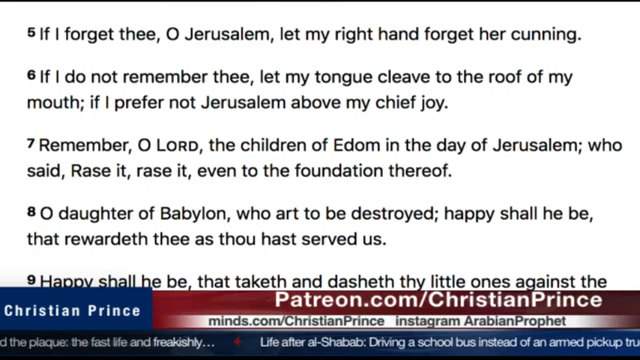 5 If I forget thee, O Jerusalem, let my right hand forget her cunning.
6 If I do not remember thee, let my tongue cleave to the roof of my
mouth; if I prefer not Jerusalem above my chief joy.
7 Remember, O LORD, the children of Edom in the day of Jerusalem; who
said, Rase it, rase it, even to the foundation thereof.
8 O daughter of Babylon, who art to be destroyed; happy shall he be,
that rewardeth thee as thou hast served us.
9 Happy shall he be, that taketh and dasheth thy little ones against the
Christian Prince
Patreon.com/ChristianPrince
minds.com/ChristianPrince instagram ArabianProphet
d the plaque: the fast life and freakishly... Life after al-Shabab: Driving a school bus instead of an armed pickup tru